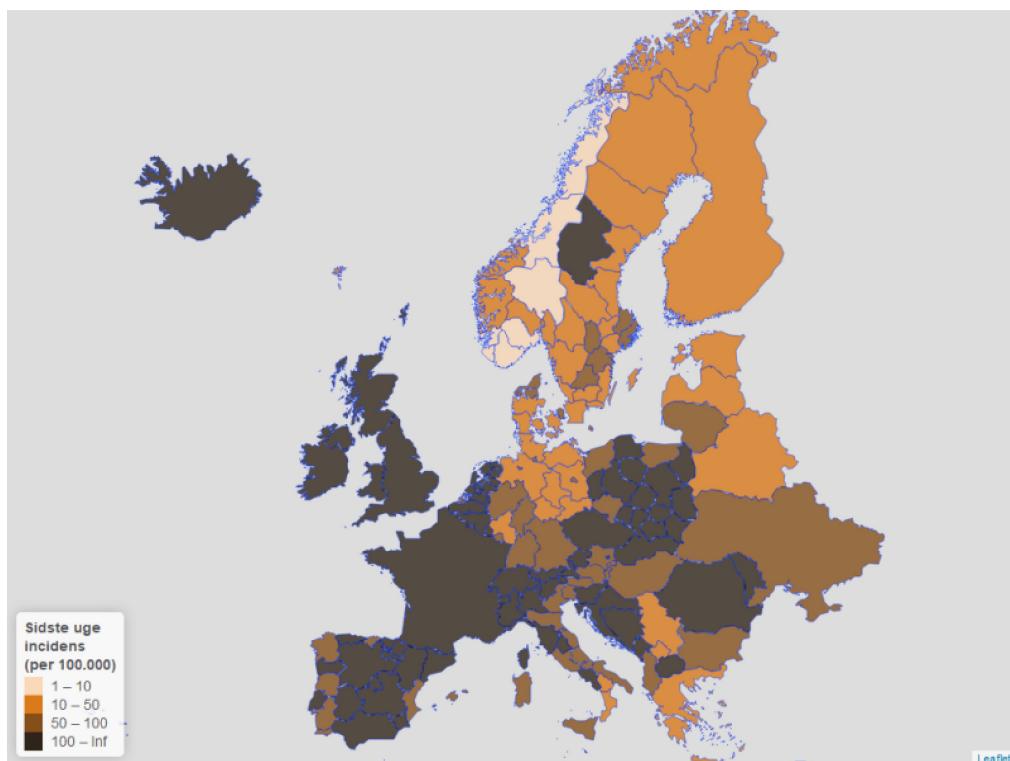 Sidste uge
incidens
(per 100.000)
1 – 10
10 – 50
50 – 100
100 – Inf
Leaflet